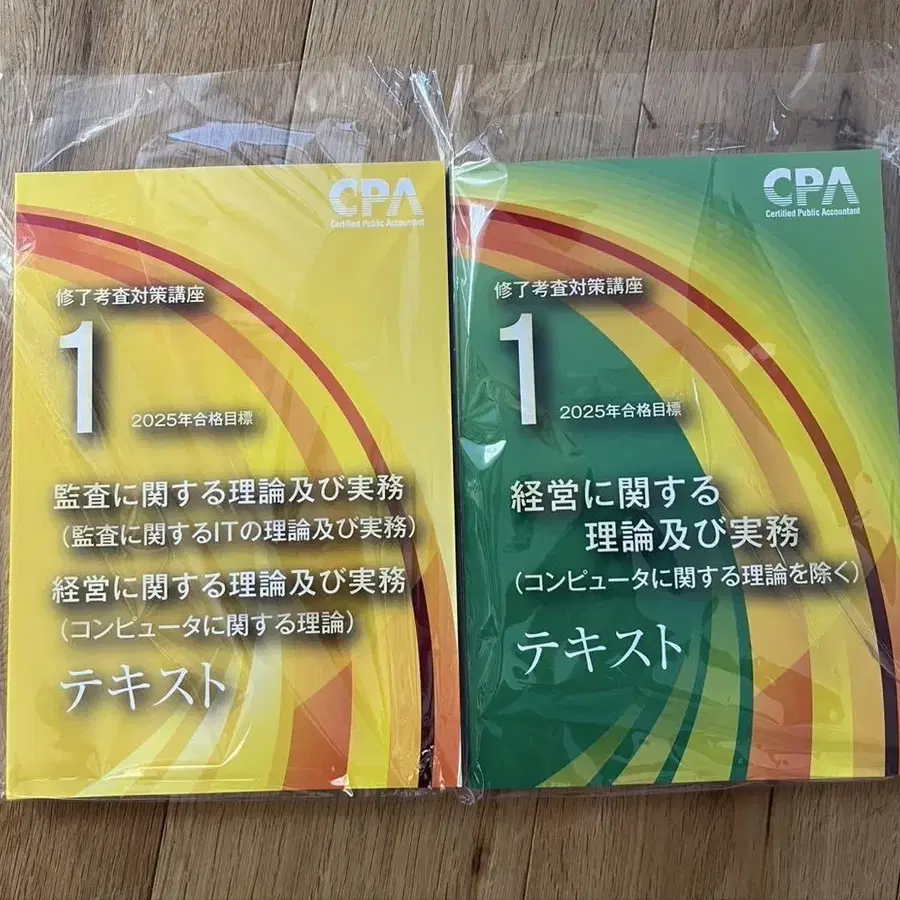 CPA
Certified Public Accountant
修了考査対策講座
1
2025年合格目標
監査に関する理論及び実務
(監査に関するITの理論及び実務)
経営に関する理論及び実務
(コンピュータに関する理論)
テキスト
CPA
Certified Public Accountant
修了考査対策講座
1
2025年合格目標
経営に関する
理論及び実務
(コンピュータに関する理論を除く)
テキスト